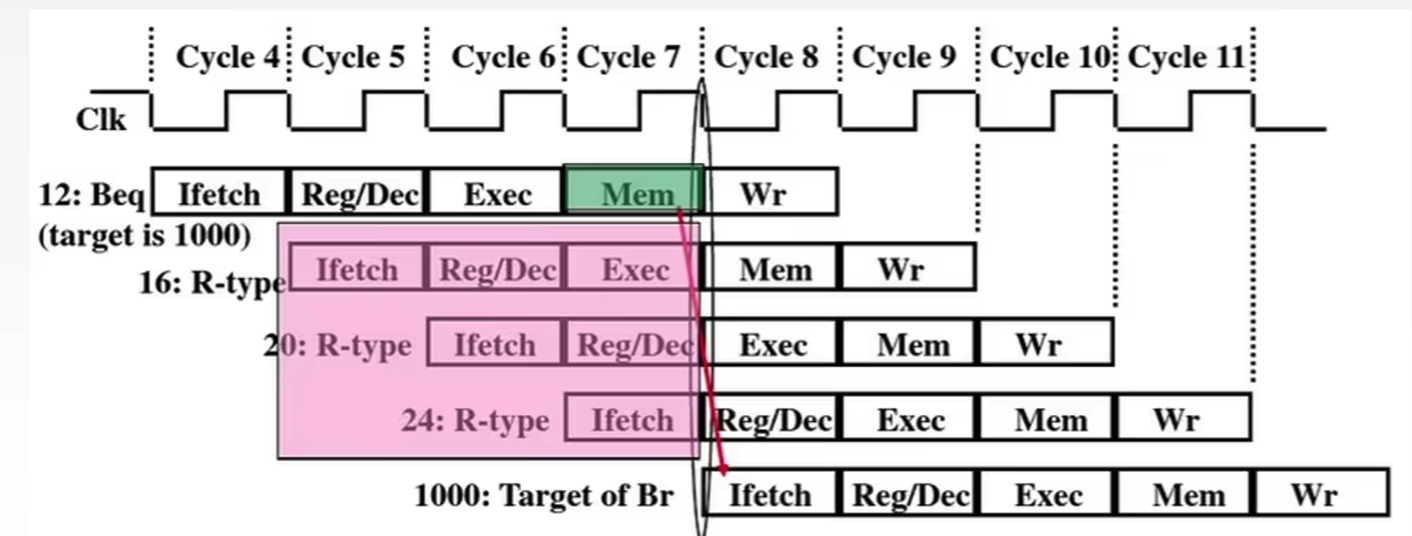 Cycle 4 Cycle 5 Cycle 6 Cycle 7 Cycle 8 Cycle 9 Cycle 10 Cycle 11
Clk
12: Beq Ifetch Reg/Dec Exec Mem Wr
(target is 1000)
16: R-type Ifetch Reg/Dec Exec Mem Wr
20: R-type Ifetch Reg/Dec Exec Mem Wr
24: R-type Ifetch Reg/Dec Exec Mem Wr
1000: Target of Br Ifetch Reg/Dec Exec Mem Wr